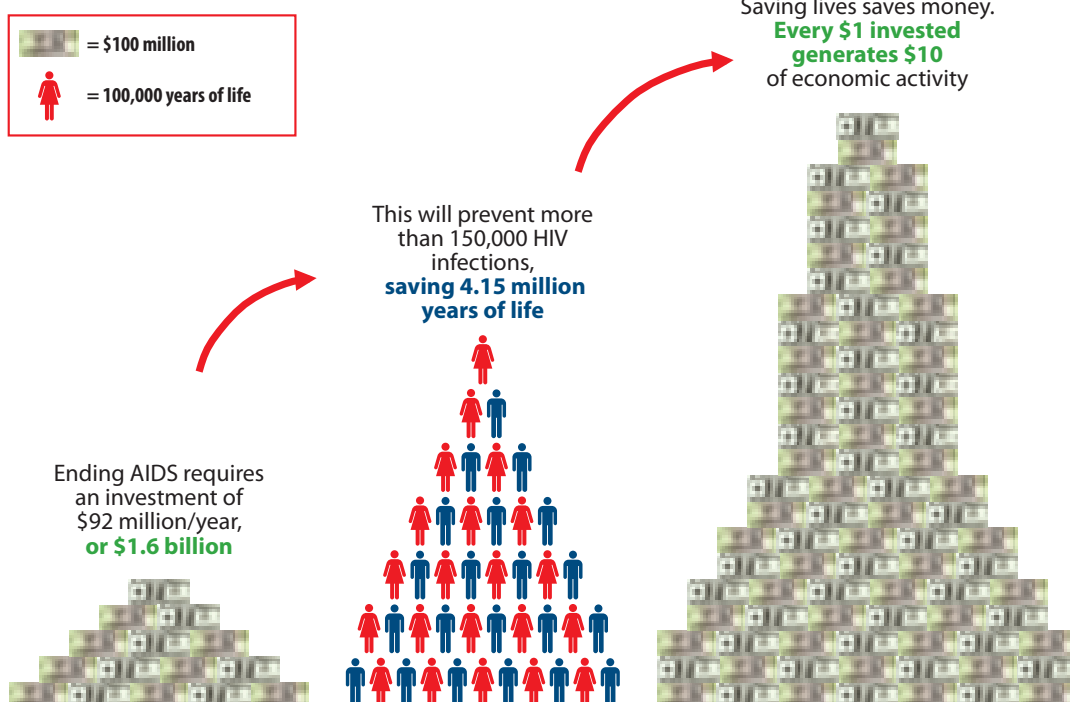 = $100 million
= 100,000 years of life
Ending AIDS requires
an investment of
$92 million/year,
or $1.6 billion
This will prevent more
than 150,000 HIV
infections,
saving 4.15 million
years of life
Saving lives saves money.
Every $1 invested
generates $10
of economic activity